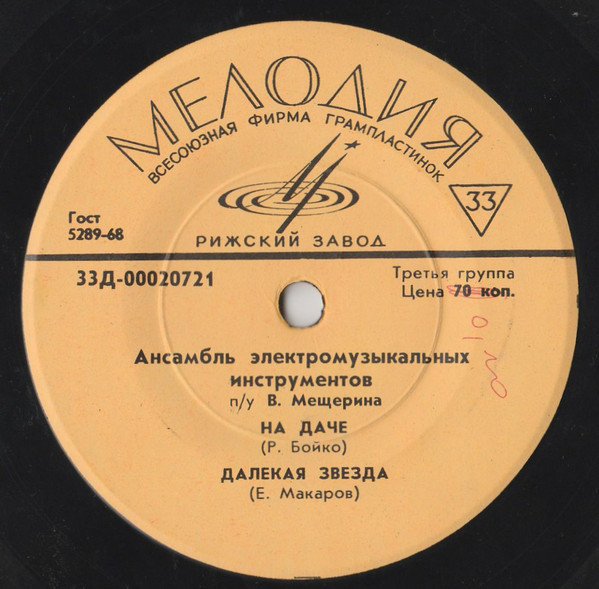 МЕЛОДИЯ
ВСЕСОЮЗНАЯ ФИРМА ГРАМПЛАСТИНОК
33
Гост
5289-68
РИЖСКИЙ ЗАВОД
33Д-00020721
Третья группа
Цена 70 коп.
Ансамбль электромузыкальных
инструментов
п/у В. Мещерина
НА ДАЧЕ
(Р. Бойко)
ДАЛЕКАЯ ЗВЕЗДА
(Е. Макаров)